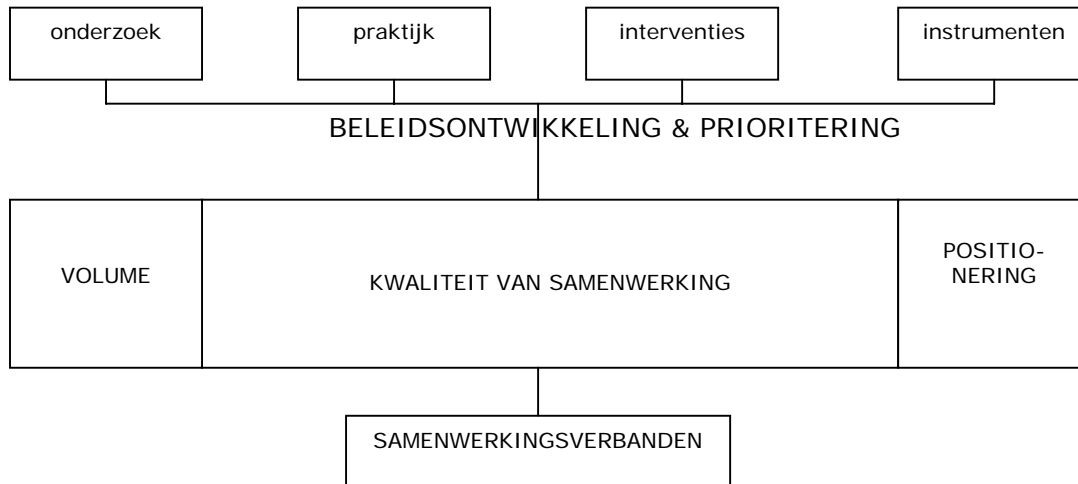 onderzoek
praktijk
interventies
instrumenten
BELEIDSONTWIKKELING & PRIORITERING
VOLUME
KWALITEIT VAN SAMENWERKING
POSITIO-
NERING
SAMENWERKINGSVERBANDEN